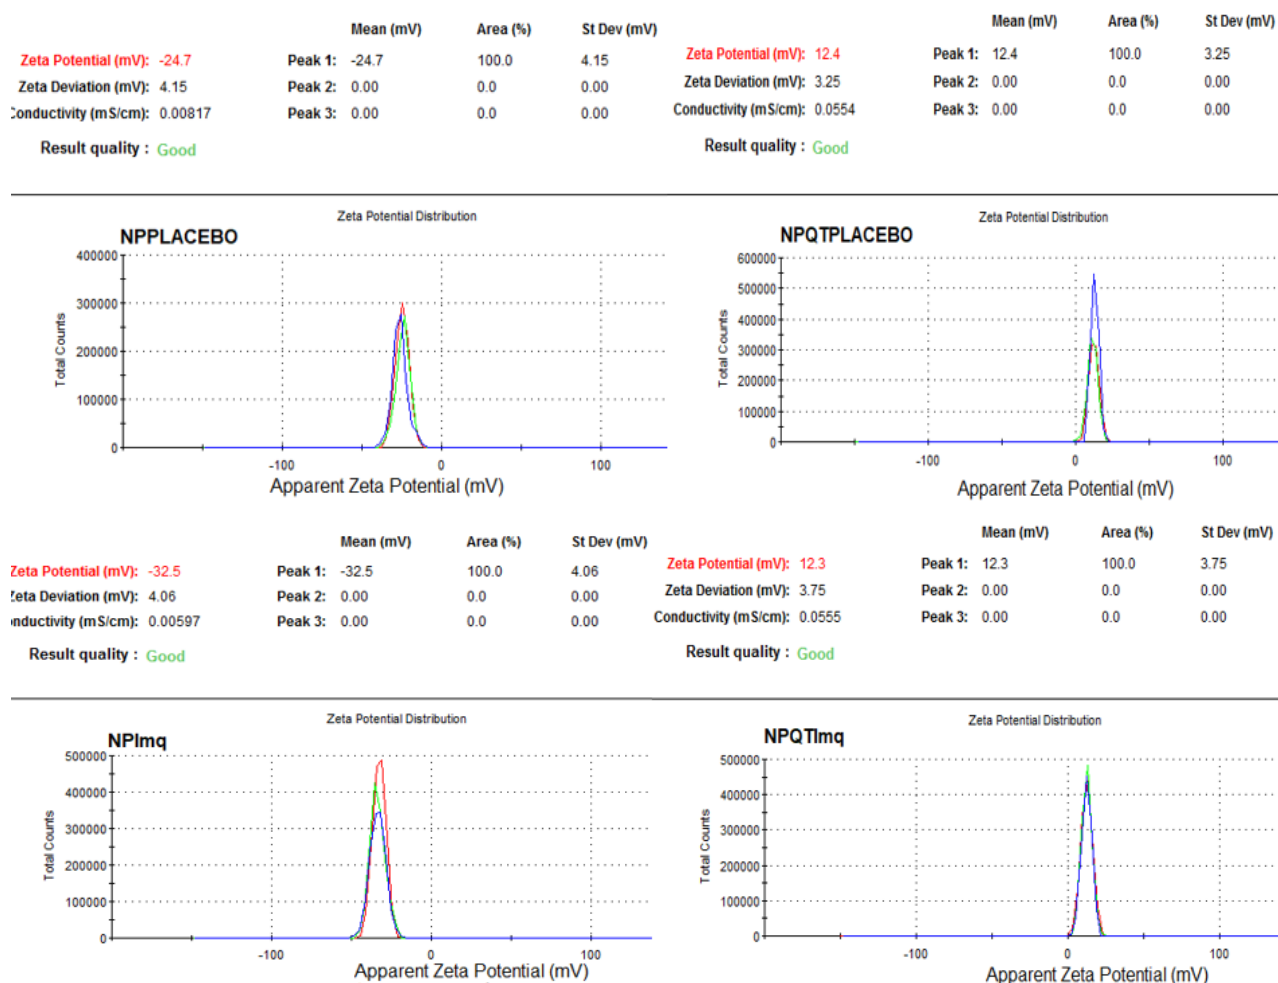 Mean (mV) Area (%) St Dev (mV)
Zeta Potential (mV): -24.7 Peak 1: -24.7 100.0 4.15
Zeta Deviation (mV): 4.15 Peak 2: 0.00 0.0 0.00
Conductivity (mS/cm): 0.00817 Peak 3: 0.00 0.0 0.00
Result quality : Good
Zeta Potential Distribution
NPPLACEBO
Total Counts
400000
300000
200000
100000
0
-100 0 100
Apparent Zeta Potential (mV)
Mean (mV) Area (%) St Dev (mV)
Zeta Potential (mV): 12.4 Peak 1: 12.4 100.0 3.25
Zeta Deviation (mV): 3.25 Peak 2: 0.00 0.0 0.00
Conductivity (mS/cm): 0.0554 Peak 3: 0.00 0.0 0.00
Result quality : Good
Zeta Potential Distribution
NPQTPLACEBO
Total Counts
600000
500000
400000
300000
200000
100000
0
-100 0 100
Apparent Zeta Potential (mV)
Mean (mV) Area (%) St Dev (mV)
Zeta Potential (mV): -32.5 Peak 1: -32.5 100.0 4.06
Zeta Deviation (mV): 4.06 Peak 2: 0.00 0.0 0.00
onductivity (mS/cm): 0.00597 Peak 3: 0.00 0.0 0.00
Result quality : Good
Zeta Potential Distribution
NPImq
Total Counts
500000
400000
300000
200000
100000
0
-100 0 100
Apparent Zeta Potential (mV)
Mean (mV) Area (%) St Dev (mV)
Zeta Potential (mV): 12.3 Peak 1: 12.3 100.0 3.75
Zeta Deviation (mV): 3.75 Peak 2: 0.00 0.0 0.00
Conductivity (mS/cm): 0.0555 Peak 3: 0.00 0.0 0.00
Result quality : Good
Zeta Potential Distribution
NPQTImq
Total Counts
500000
400000
300000
200000
100000
0
-100 0 100
Apparent Zeta Potential (mV)